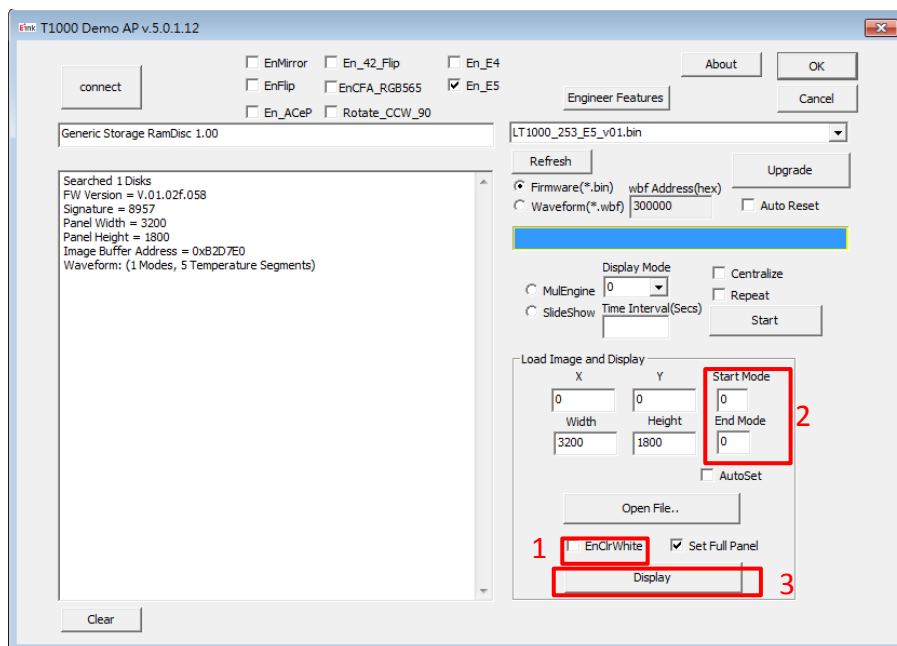 Eink T1000 Demo AP v.5.0.1.12
connect
EnMirror En_42_Flip En_E4
EnFlip EnCFA_RGB565 En_E5
En_ACeP Rotate_CCW_90
About OK
Engineer Features Cancel
Generic Storage RamDisc 1.00
LT1000_253_E5_v01.bin
Refresh
Upgrade
Firmware(*.bin) wbf Address(hex)
Waveform(*.wbf) 300000 Auto Reset
Searched 1 Disks
FW Version = V.01.02f.058
Signature = 8957
Panel Width = 3200
Panel Height = 1800
Image Buffer Address = 0xB2D7E0
Waveform: (1 Modes, 5 Temperature Segments)
Display Mode
Centralize
MulEngine 0
Repeat
SlideShow Time Interval(Secs)
Start
Load Image and Display
X Y Start Mode
0 0 0
Width Height End Mode
3200 1800 0
2
AutoSet
Open File..
1 EnClrWhite Set Full Panel
Display 3
Clear